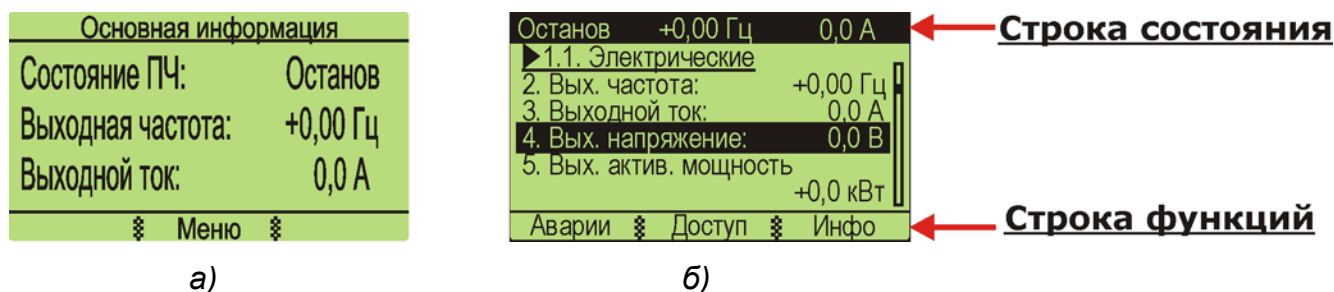 Основная информация
Состояние ПЧ: Останов
Выходная частота: +0,00 Гц
Выходной ток: 0,0 А
Меню
а)
Останов +0,00 Гц 0,0 А
1.1. Электрические
2. Вых. частота: +0,00 Гц
3. Выходной ток: 0,0 А
4. Вых. напряжение: 0,0 В
5. Вых. актив. мощность
+0,0 кВт
Аварии Доступ Инфо
б)
Строка состояния
Строка функций